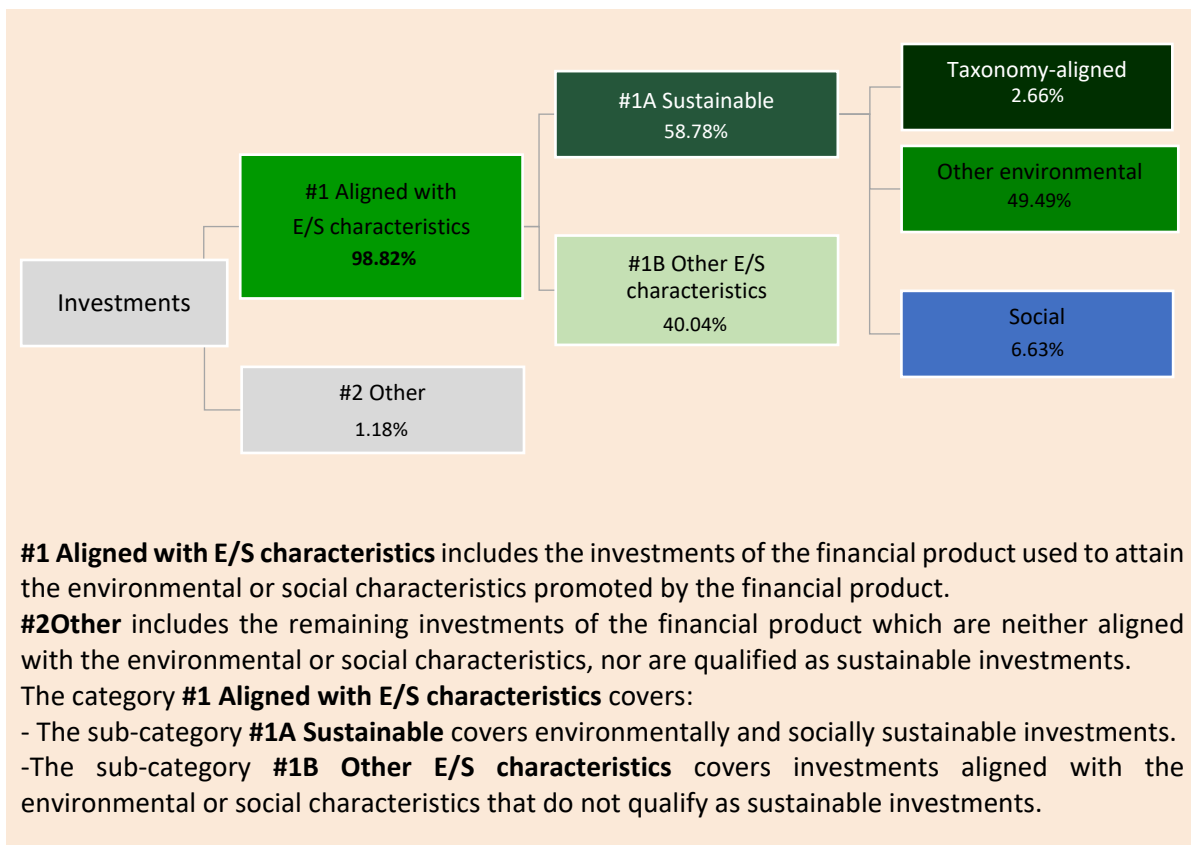 Investments
#1 Aligned with
E/S characteristics
98.82%
#2 Other
1.18%
#1A Sustainable
58.78%
#1B Other E/S
characteristics
40.04%
Taxonomy-aligned
2.66%
Other environmental
49.49%
Social
6.63%
#1 Aligned with E/S characteristics includes the investments of the financial product used to attain
the environmental or social characteristics promoted by the financial product.
#2Other includes the remaining investments of the financial product which are neither aligned
with the environmental or social characteristics, nor are qualified as sustainable investments.
The category #1 Aligned with E/S characteristics covers:
- The sub-category #1A Sustainable covers environmentally and socially sustainable investments.
-The sub-category #1B Other E/S characteristics covers investments aligned with the
environmental or social characteristics that do not qualify as sustainable investments.